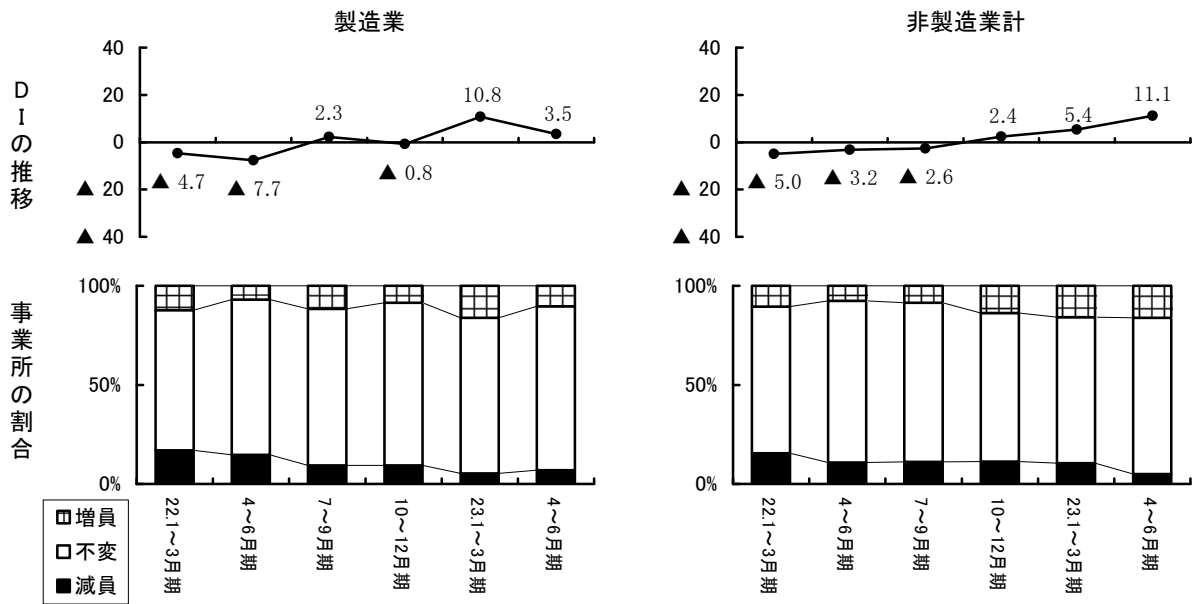 製造業
非製造業計
DIの推移
40
20
0
▲ 20
▲ 40
▲ 4.7
▲ 7.7
2.3
▲ 0.8
10.8
3.5
40
20
0
▲ 20
▲ 40
▲ 5.0
▲ 3.2
▲ 2.6
2.4
5.4
11.1
事業所の割合
100%
50%
0%
22.1～3月期
4～6月期
7～9月期
10～12月期
23.1～3月期
4～6月期
100%
50%
0%
22.1～3月期
4～6月期
7～9月期
10～12月期
23.1～3月期
4～6月期
増員
不変
減員